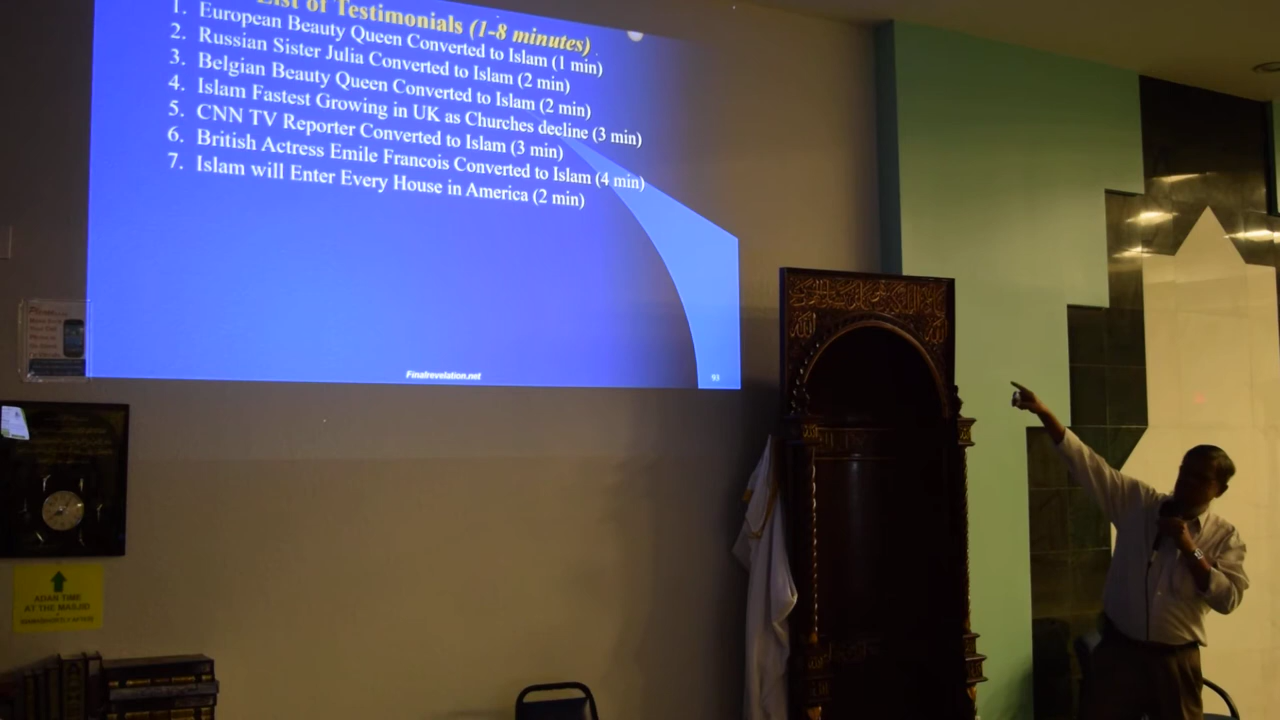 List of Testimonials (1-8 minutes)
1. European Beauty Queen Converted to Islam (1 min)
2. Russian Sister Julia Converted to Islam (2 min)
3. Belgian Beauty Queen Converted to Islam (2 min)
4. Islam Fastest Growing in UK as Churches decline (3 min)
5. CNN TV Reporter Converted to Islam (3 min)
6. British Actress Emile Francois Converted to Islam (4 min)
7. Islam will Enter Every House in America (2 min)
Finalrevelation.net
93
Please
ADAN TIME
AT THE MASJID